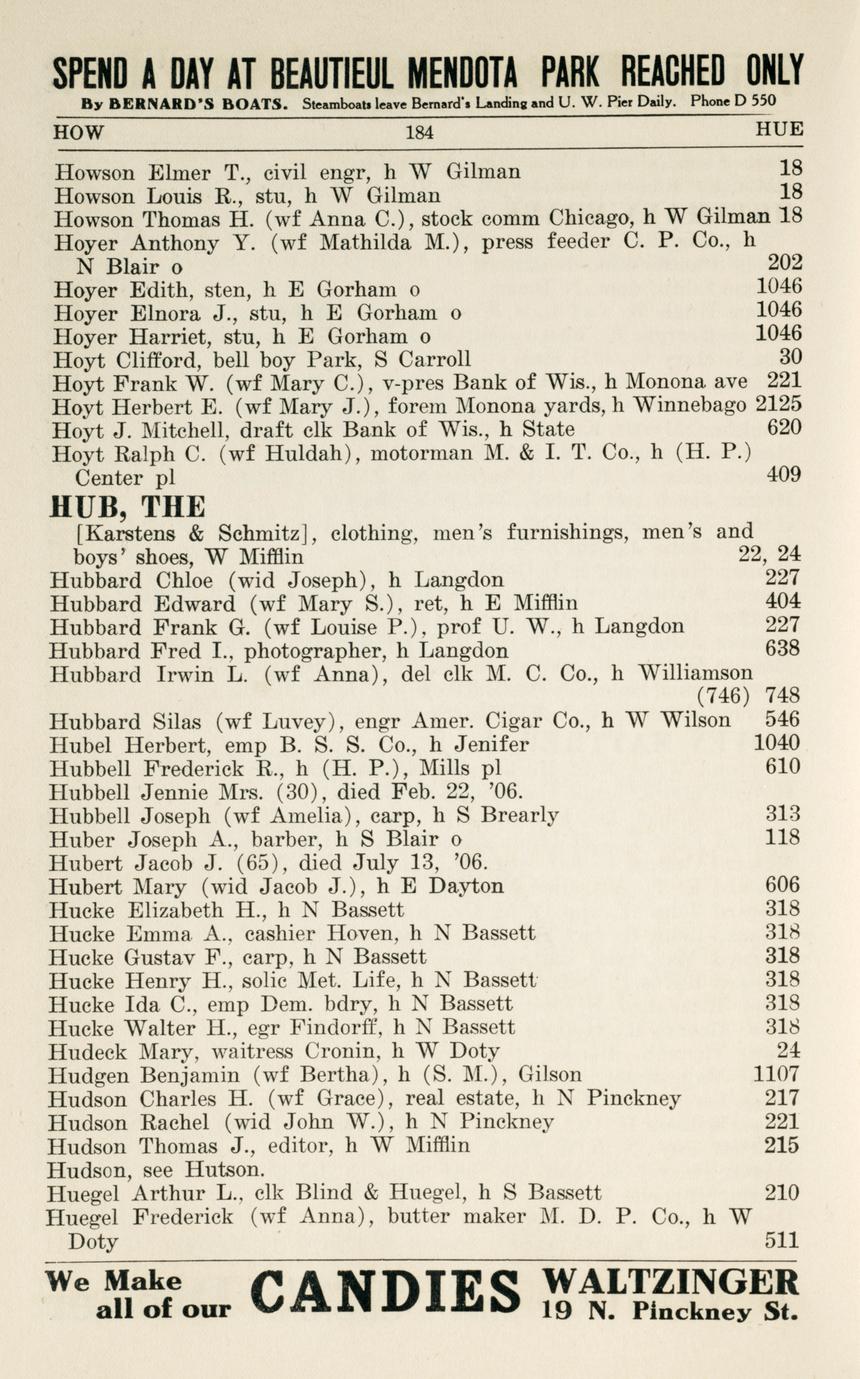 SPEND A DAY AT BEAUTIEUL MENDOTA PARK REACHED ONLY
By BERNARD'S BOATS. Steamboats leave Bernard's Landing and U. W. Pier Daily. Phone D 550
HOW 184 HUE
Howson Elmer T., civil engr, h W Gilman 18
Howson Louis R., stu, h W Gilman 18
Howson Thomas H. (wf Anna C.), stock comm Chicago, h W Gilman 18
Hoyer Anthony Y. (wf Mathilda M.), press feeder C. P. Co., h
N Blair o 202
Hoyer Edith, sten, h E Gorham o 1046
Hoyer Elnora J., stu, h E Gorham o 1046
Hoyer Harriet, stu, h E Gorham o 1046
Hoyt Clifford, bell boy Park, S Carroll 30
Hoyt Frank W. (wf Mary C.), v-pres Bank of Wis., h Monona ave 221
Hoyt Herbert E. (wf Mary J.), forem Monona yards, h Winnebago 2125
Hoyt J. Mitchell, draft clk Bank of Wis., h State 620
Hoyt Ralph C. (wf Huldah), motorman M. & I. T. Co., h (H. P.)
Center pl 409
HUB, THE
[Karstens & Schmitz], clothing, men's furnishings, men's and
boys' shoes, W Mifflin 22, 24
Hubbard Chloe (wid Joseph), h Langdon 227
Hubbard Edward (wf Mary S.), ret, h E Mifflin 404
Hubbard Frank G. (wf Louise P.), prof U. W., h Langdon 227
Hubbard Fred I., photographer, h Langdon 638
Hubbard Irwin L. (wf Anna), del clk M. C. Co., h Williamson
(746) 748
Hubbard Silas (wf Luvey), engr Amer. Cigar Co., h W Wilson 546
Hubel Herbert, emp B. S. S. Co., h Jenifer 1040
Hubbell Frederick R., h (H. P.), Mills pl 610
Hubbell Jennie Mrs. (30), died Feb. 22, '06.
Hubbell Joseph (wf Amelia), carp, h S Brearly 313
Huber Joseph A., barber, h S Blair o 118
Hubert Jacob J. (65), died July 13, '06.
Hubert Mary (wid Jacob J.), h E Dayton 606
Hucke Elizabeth H., h N Bassett 318
Hucke Emma A., cashier Hoven, h N Bassett 318
Hucke Gustav F., carp, h N Bassett 318
Hucke Henry H., solic Met. Life, h N Bassett 318
Hucke Ida C., emp Dem. bdry, h N Bassett 318
Hucke Walter H., egr Findorff, h N Bassett 318
Hudeck Mary, waitress Cronin, h W Doty 24
Hudgen Benjamin (wf Bertha), h (S. M.), Gilson 1107
Hudson Charles H. (wf Grace), real estate, h N Pinckney 217
Hudson Rachel (wid John W.), h N Pinckney 221
Hudson Thomas J., editor, h W Mifflin 215
Hudson, see Hutson.
Huegel Arthur L., clk Blind & Huegel, h S Bassett 210
Huegel Frederick (wf Anna), butter maker M. D. P. Co., h W
Doty 511
We Make all of our CANDIES WALTZINGER
19 N. Pinckney St.